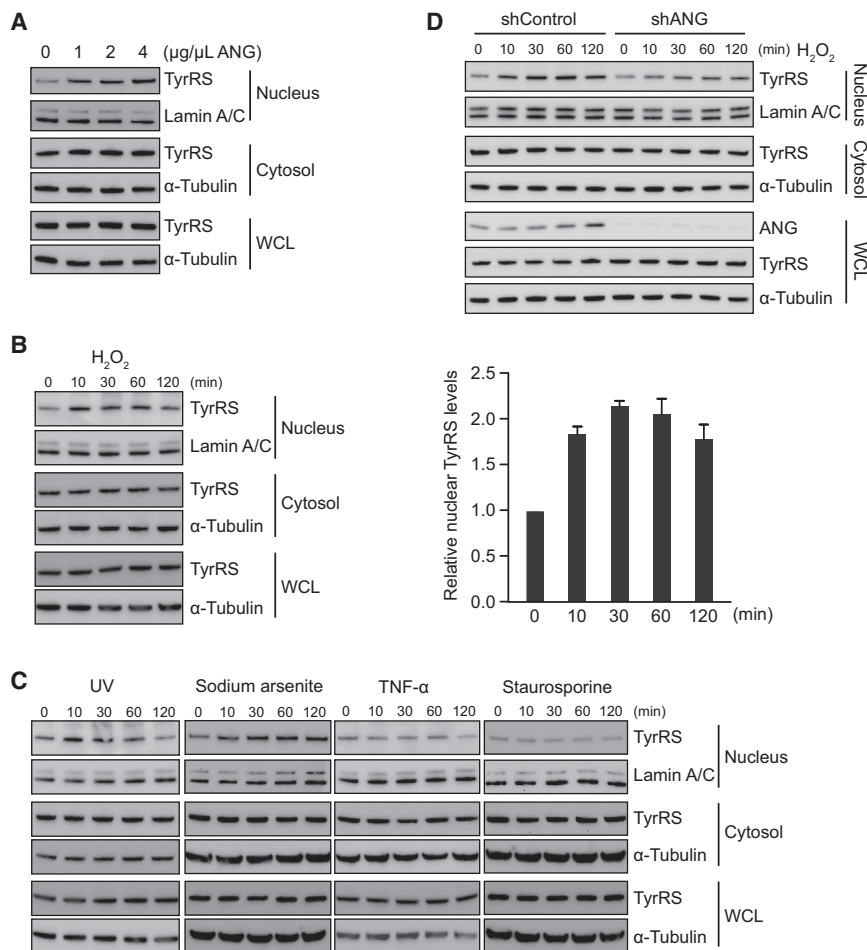 A
0 1 2 4 (µg/µL ANG)
TyrRS
Lamin A/C
Nucleus
TyrRS
α-Tubulin
Cytosol
TyrRS
α-Tubulin
WCL
B
H₂O₂
0 10 30 60 120 (min)
TyrRS
Lamin A/C
Nucleus
TyrRS
α-Tubulin
Cytosol
TyrRS
α-Tubulin
WCL
Relative nuclear TyrRS levels
2.5
2.0
1.5
1.0
0.5
0.0
0 10 30 60 120 (min)
C
UV Sodium arsenite TNF-α Staurosporine
0 10 30 60 120 0 10 30 60 120 0 10 30 60 120 0 10 30 60 120 (min)
TyrRS
Lamin A/C
Nucleus
TyrRS
α-Tubulin
Cytosol
TyrRS
α-Tubulin
WCL
D
shControl shANG
0 10 30 60 120 0 10 30 60 120 (min) H₂O₂
TyrRS
Lamin A/C
Nucleus
TyrRS
α-Tubulin
Cytosol
ANG
TyrRS
α-Tubulin
WCL